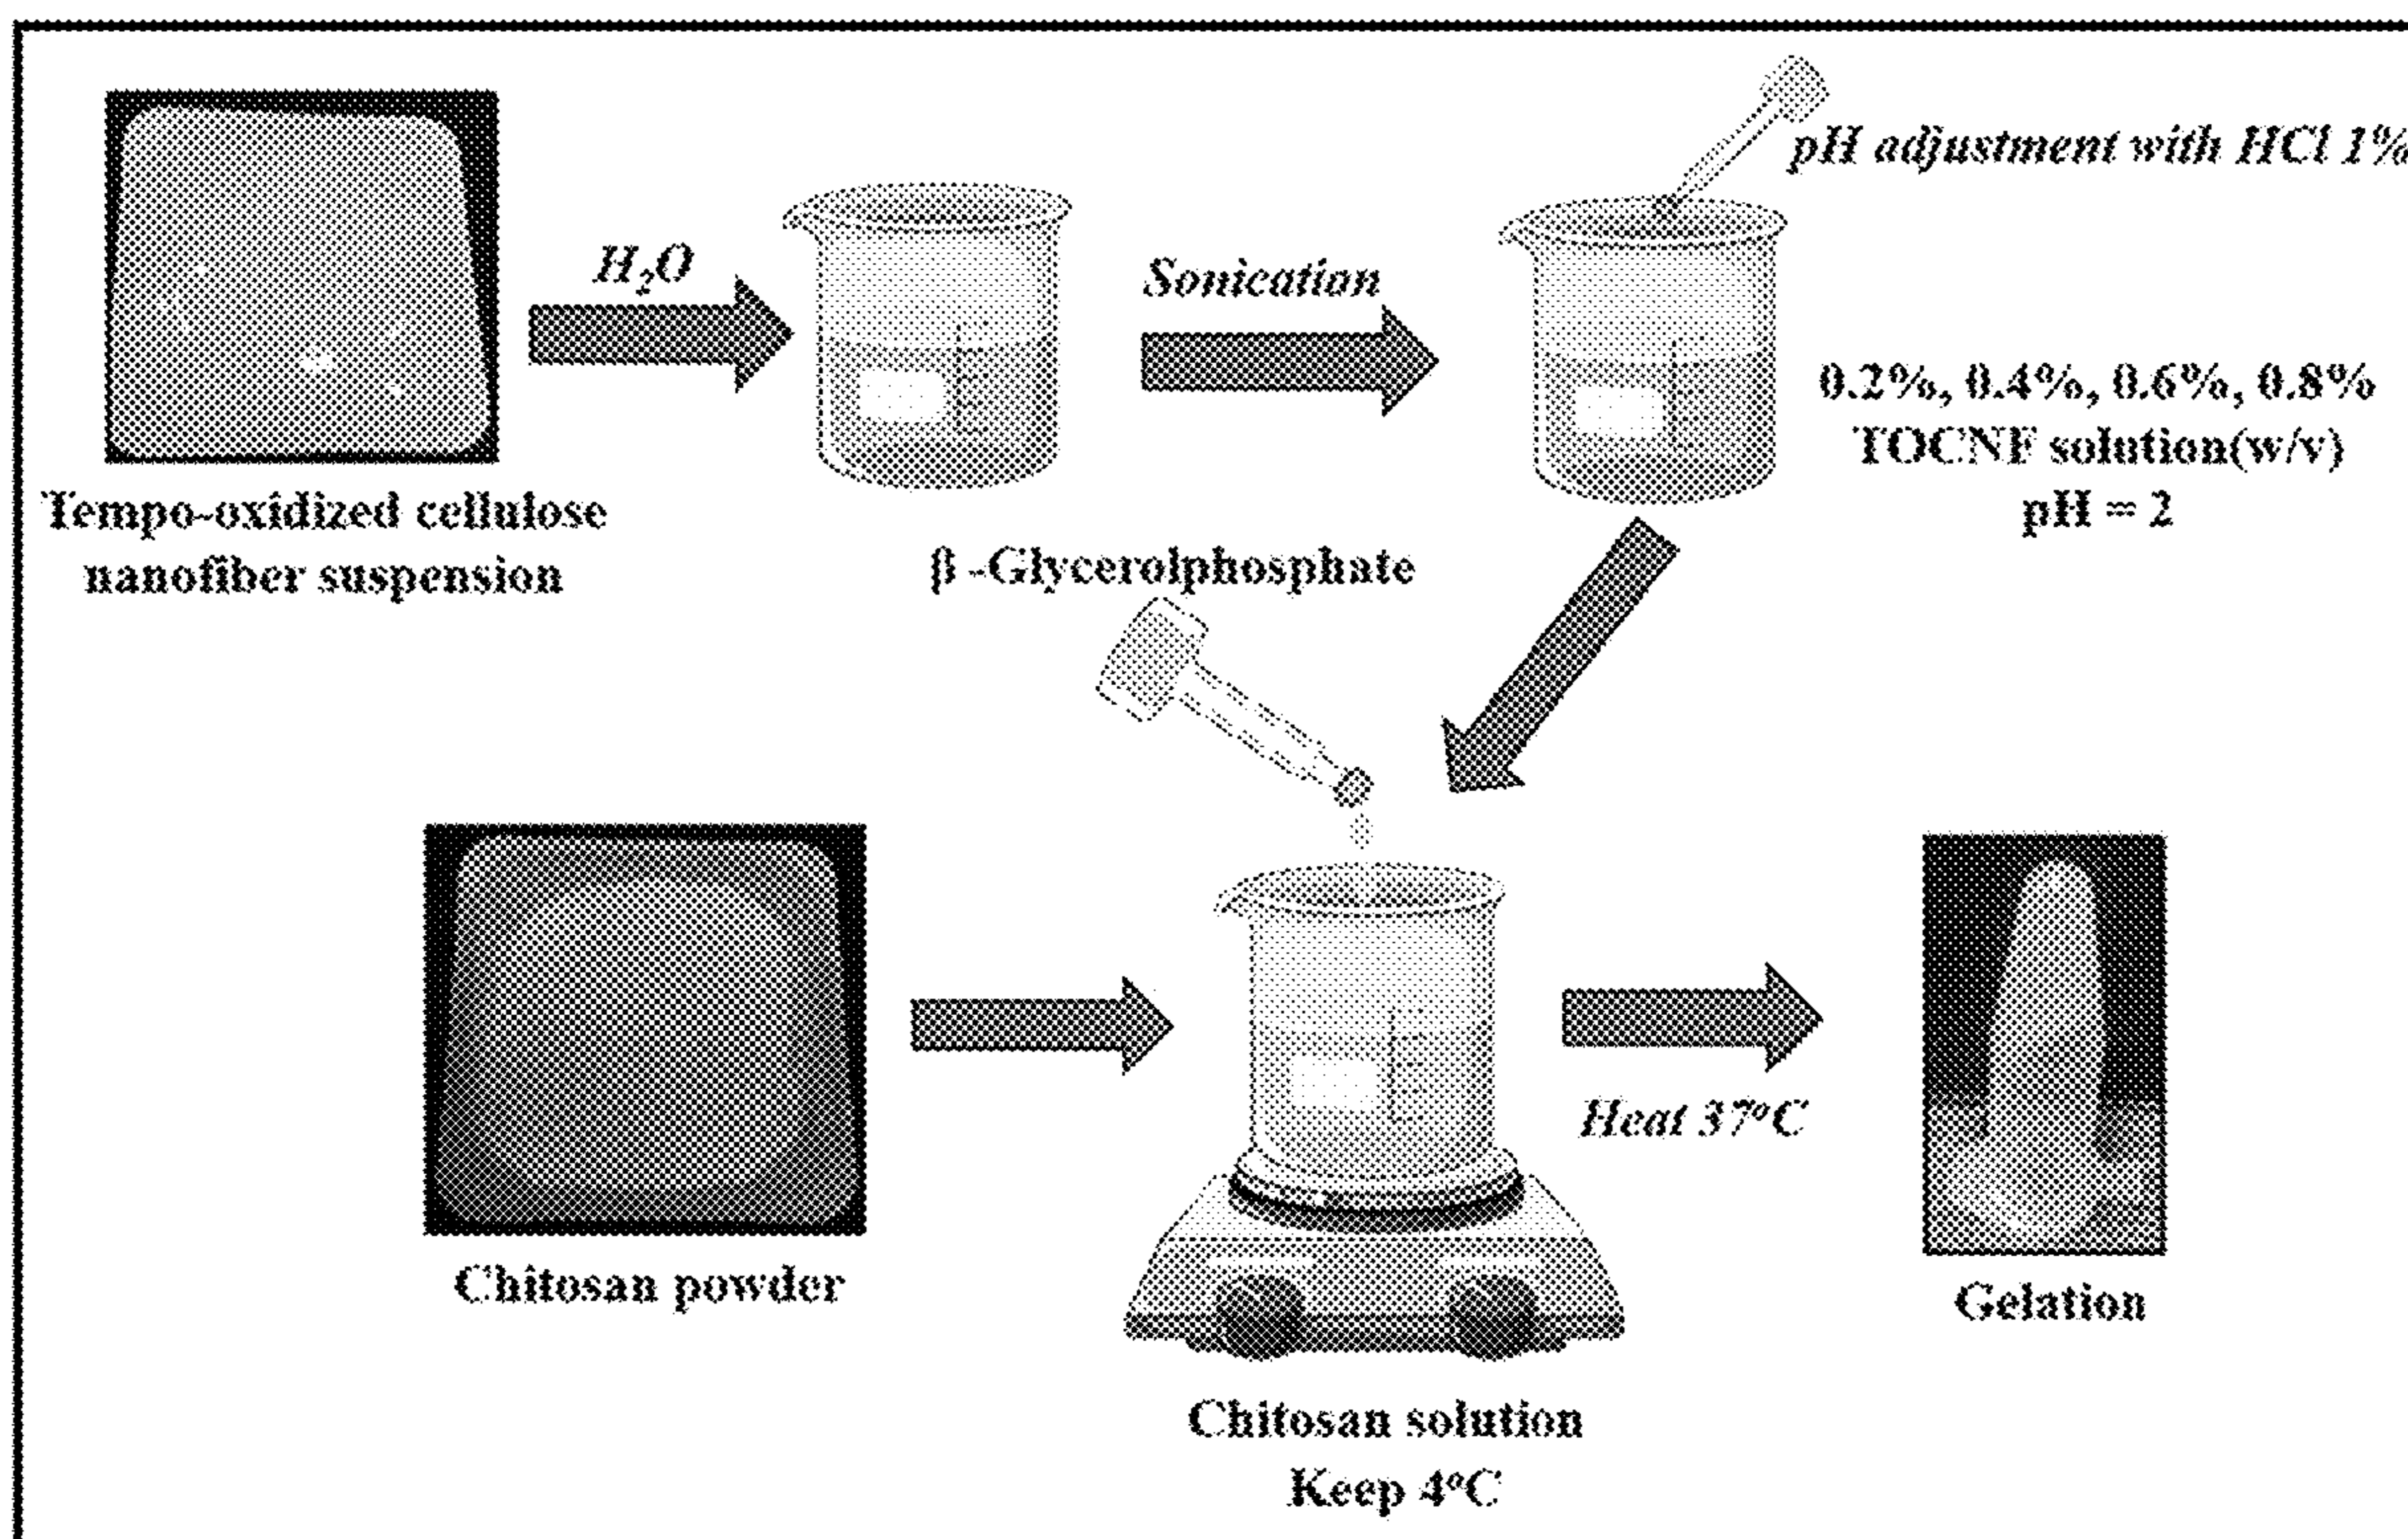 pH adjustment with HCl 1%
H₂O
Sonication
0.2%, 0.4%, 0.6%, 0.8%
TOCNF solution(w/v)
pH = 2
Tempo-oxidized cellulose
nanofiber suspension
β -Glycerolphosphate
Heat 37°C
Chitosan powder
Gelation
Chitosan solution
Keep 4°C